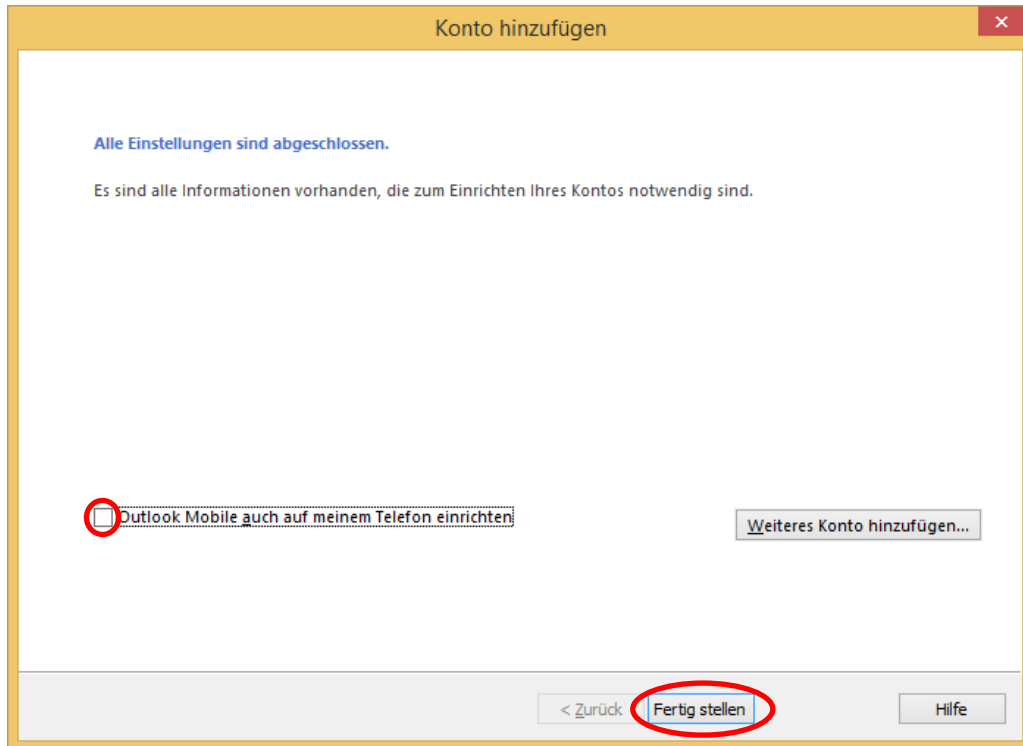 Konto hinzufügen
Alle Einstellungen sind abgeschlossen.
Es sind alle Informationen vorhanden, die zum Einrichten Ihres Kontos notwendig sind.
Outlook Mobile auch auf meinem Telefon einrichten
Weiteres Konto hinzufügen...
< Zurück
Fertig stellen
Hilfe